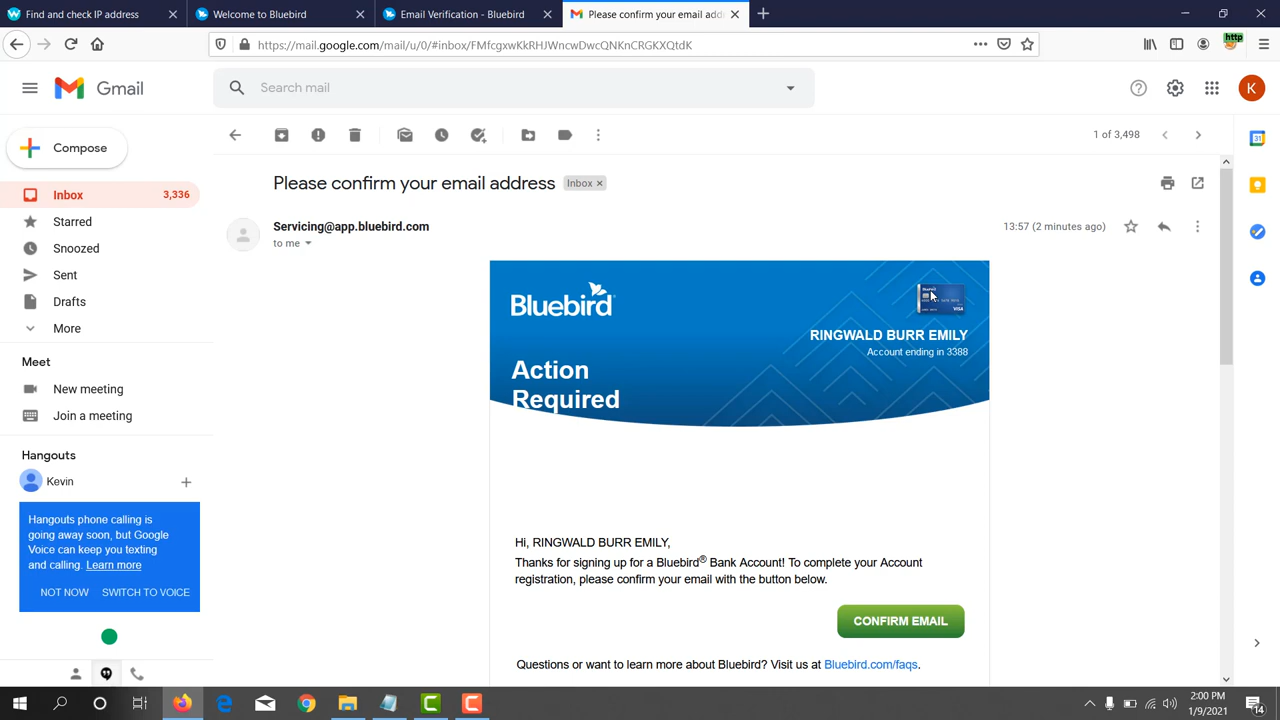 Find and check IP address
Welcome to Bluebird
Email Verification - Bluebird
Please confirm your email add
https://mail.google.com/mail/u/0/#inbox/FMfcgxwKkRHJWncwDwcQNKnCRGKXQtdK
http
Gmail
Search mail
K
Compose
1 of 3,498
Inbox 3,336
Starred
Snoozed
Sent
Drafts
More
Meet
New meeting
Join a meeting
Hangouts
Kevin
Hangouts phone calling is
going away soon, but Google
Voice can keep you texting
and calling. Learn more
NOT NOW SWITCH TO VOICE
Please confirm your email address Inbox
Servicing@app.bluebird.com
13:57 (2 minutes ago)
to me
31
Bluebird
VISA
RINGWALD BURR EMILY
Account ending in 3388
Action
Required
Hi, RINGWALD BURR EMILY,
Thanks for signing up for a Bluebird® Bank Account! To complete your Account
registration, please confirm your email with the button below.
CONFIRM EMAIL
Questions or want to learn more about Bluebird? Visit us at Bluebird.com/faqs.
2:00 PM
1/9/2021
14